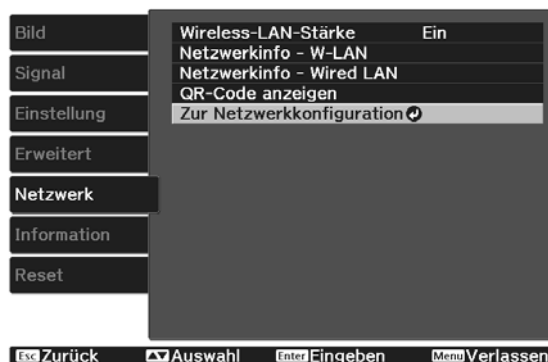 Bild
Signal
Einstellung
Erweitert
Netzwerk
Information
Reset
Wireless-LAN-Stärke Ein
Netzwerkinfo - W-LAN
Netzwerkinfo - Wired LAN
QR-Code anzeigen
Zur Netzwerkkonfiguration
Esc Zurück Auswahl Enter Eingeben Menu Verlassen